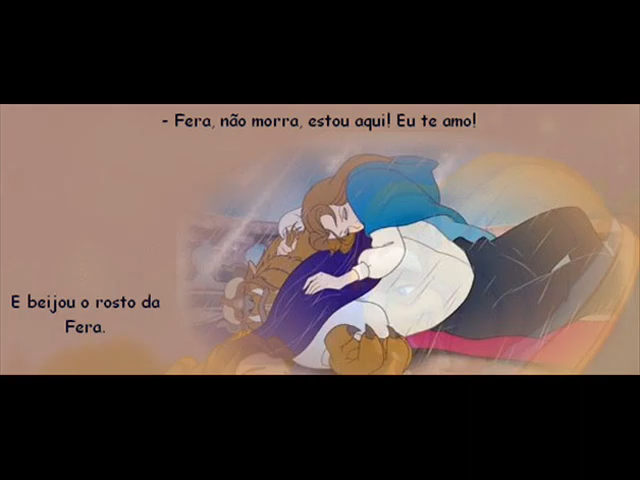 - Fera, não morra, estou aqui! Eu te amo!
E beijou o rosto da
Fera.